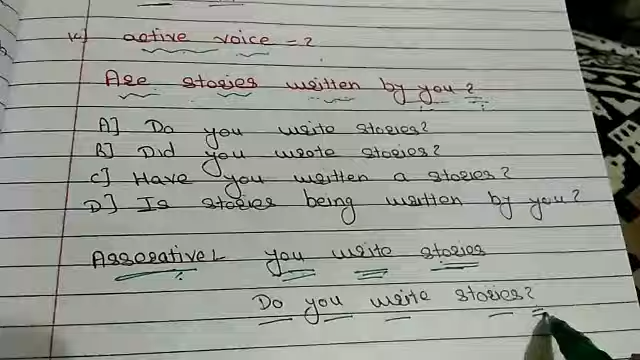 active voice = ?
Are stories written by you?
A] Do you write stories?
B] Did you wrote stories?
C] Have you written a stories?
D] Is stories being written by you?
Assorative L you write stories
Do you write stories?